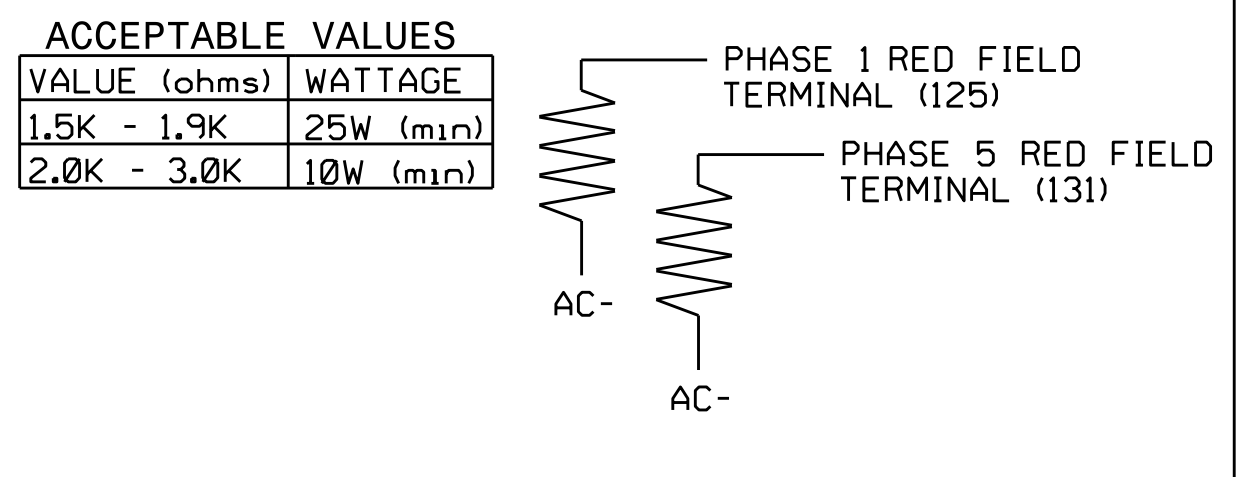 ACCEPTABLE VALUES
VALUE (ohms) WATTAGE
1.5K - 1.9K 25W (min)
2.0K - 3.0K 10W (min)
PHASE 1 RED FIELD
TERMINAL (125)
AC-
PHASE 5 RED FIELD
TERMINAL (131)
AC-